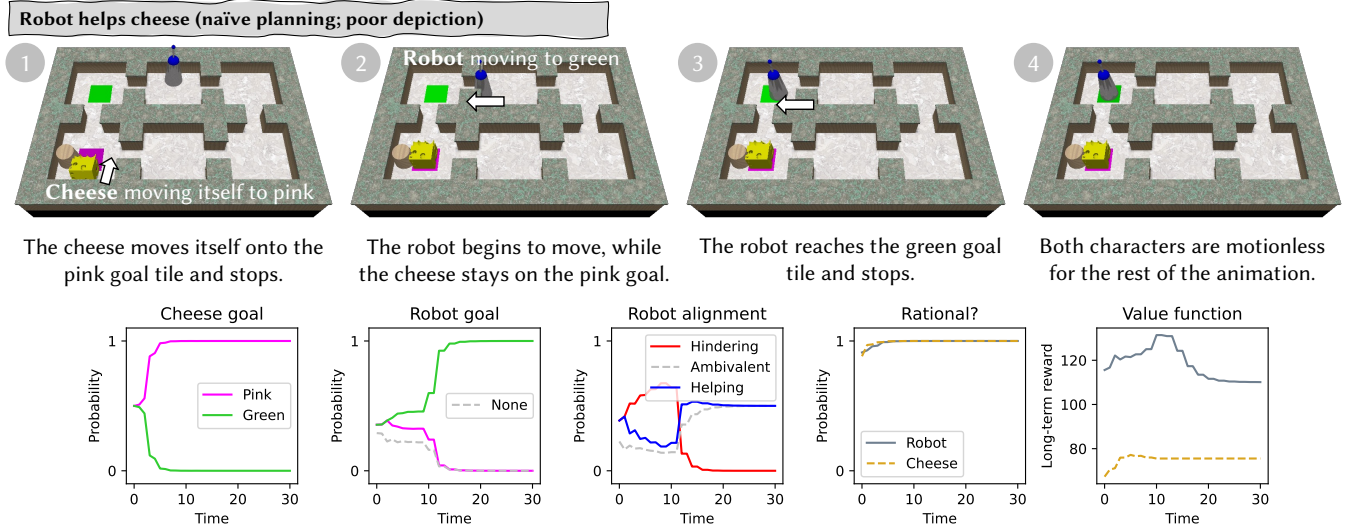 Robot helps cheese (naïve planning; poor depiction)
1
Cheese moving itself to pink
2
Robot moving to green
3
4
The cheese moves itself onto the
pink goal tile and stops.
The robot begins to move, while
the cheese stays on the pink goal.
The robot reaches the green goal
tile and stops.
Both characters are motionless
for the rest of the animation.
Cheese goal
Probability
1
0
Pink
Green
0 10 20 30
Time
Robot goal
Probability
1
0
None
0 10 20 30
Time
Robot alignment
Probability
1
0
Hindering
Ambivalent
Helping
0 10 20 30
Time
Rational?
Probability
1
0
Robot
Cheese
0 10 20 30
Time
Value function
Long-term reward
120
100
80
0 10 20 30
Time